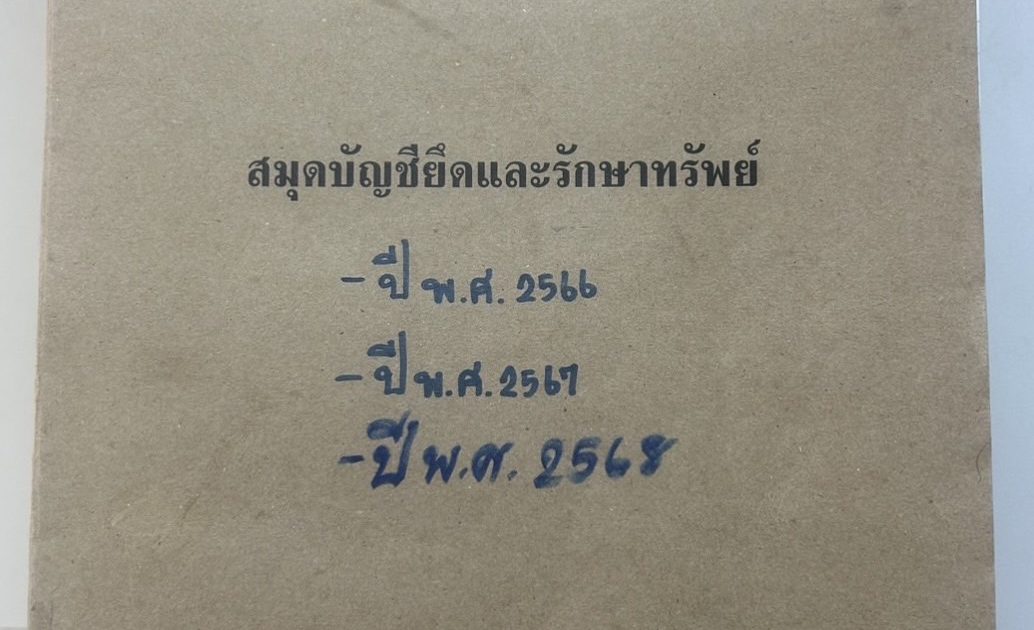 สมุดบัญชียึดและรักษาทรัพย์
- ปี พ.ศ. 2566
- ปี พ.ศ. 2567
- ปี พ.ศ. 2568